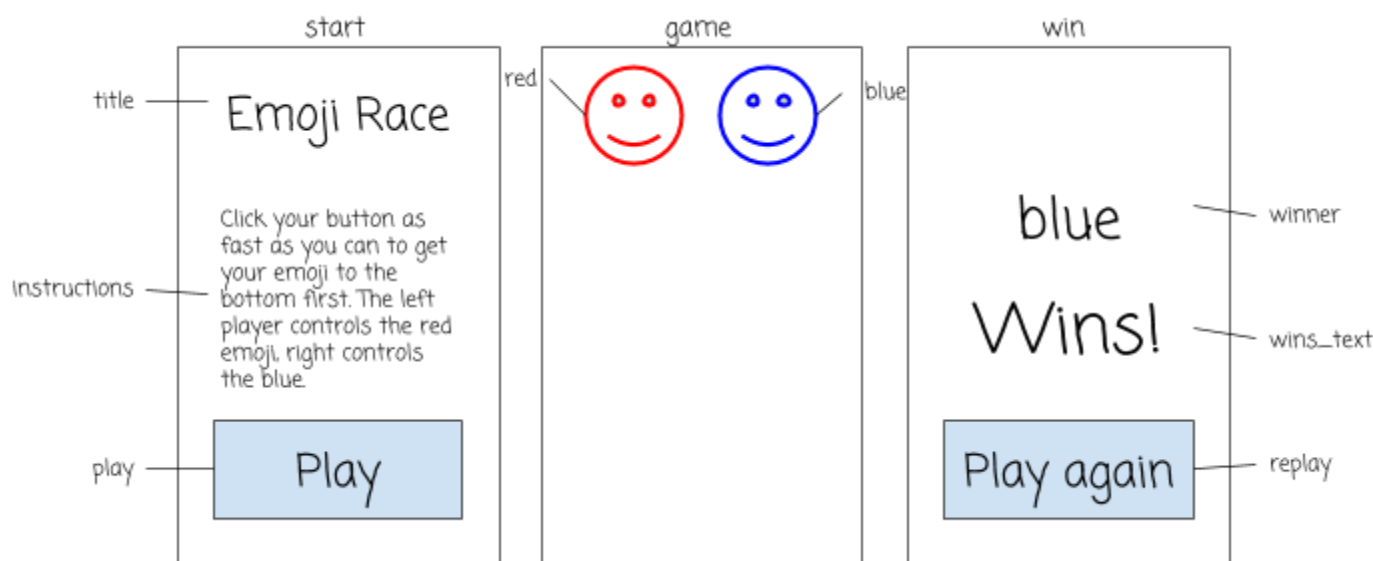 start
game
win
title
Emoji Race
red
blue
instructions
Click your button as
fast as you can to get
your emoji to the
bottom first. The left
player controls the red
emoji, right controls
the blue.
play
Play
blue
winner
Wins!
wins_text
Play again
replay